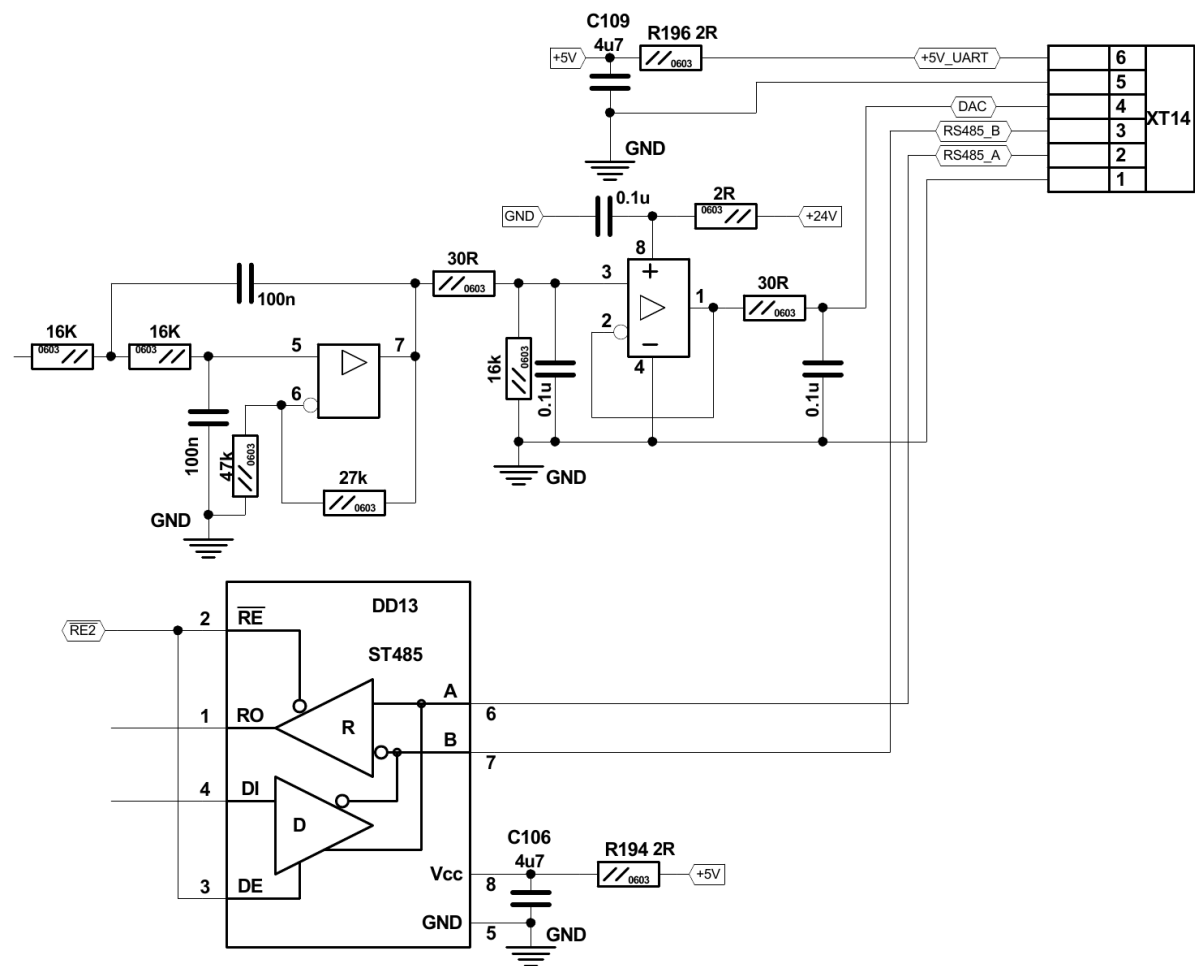 C109
4u7
R196 2R
+5V
0603
+5V_UART
6
5
DAC
4
XT14
RS485_B
3
RS485_A
2
GND
1
0.1u
2R
GND
0603
+24V
8
30R
3
+
30R
0603
100n
1
0603
2
16K
16K
5
7
16k
0603
0603
0603
–
4
0.1u
0.1u
6
100n
47k
0603
27k
0603
GND
GND
DD13
2
RE
RE2
ST485
A
6
1
RO
R
B
7
4
DI
D
C106
4u7
R194 2R
Vcc
8
0603
+5V
3
DE
GND
5
GND